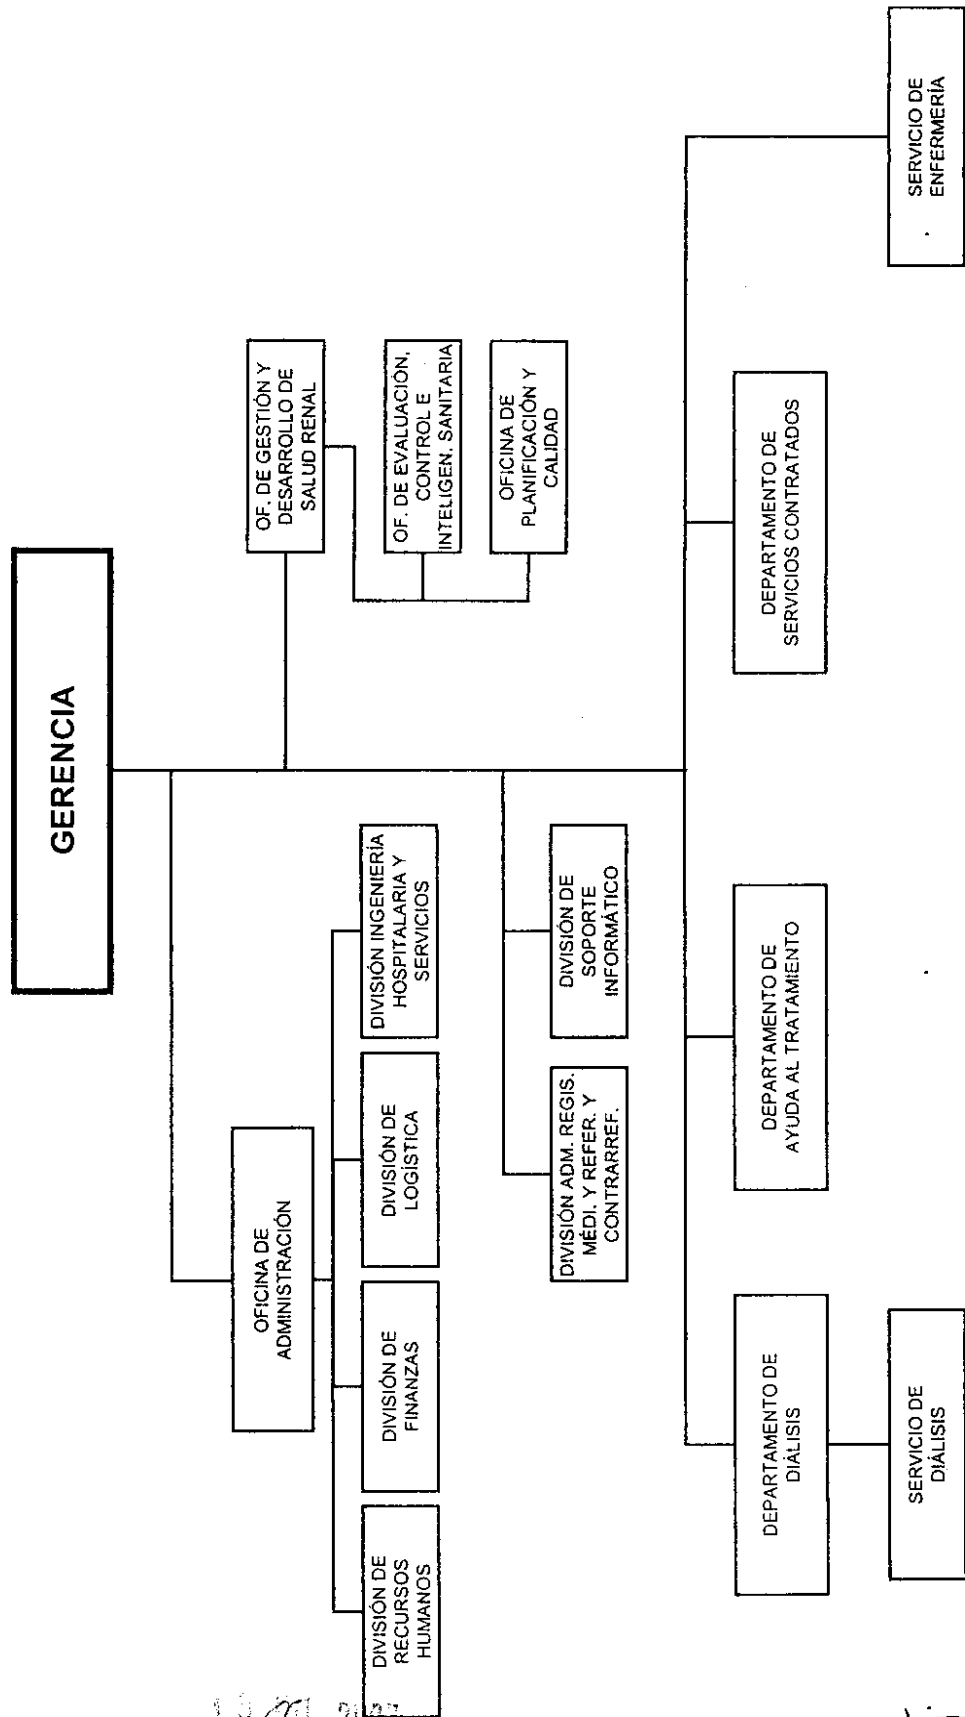 GERENCIA
OFICINA DE
ADMINISTRACIÓN
OF. DE GESTIÓN Y
DESARROLLO DE
SALUD RENAL
DIVISIÓN DE
RECURSOS
HUMANOS
DIVISIÓN DE
FINANZAS
DIVISIÓN DE
LOGÍSTICA
DIVISIÓN INGENIERÍA
HOSPITALARIA Y
SERVICIOS
OF. DE EVALUACIÓN,
CONTROL E
INTELIGEN. SANITARIA
OFICINA DE
PLANIFICACIÓN Y
CALIDAD
DIVISIÓN ADM. REGIS.
MÉDI. Y REFER. Y
CONTRARREF.
DIVISIÓN DE
SOPORTE
INFORMÁTICO
DEPARTAMENTO DE
DIÁLISIS
DEPARTAMENTO DE
AYUDA AL TRATAMIENTO
DEPARTAMENTO DE
SERVICIOS CONTRATADOS
SERVICIO DE
DIÁLISIS
SERVICIO DE
ENFERMERÍA